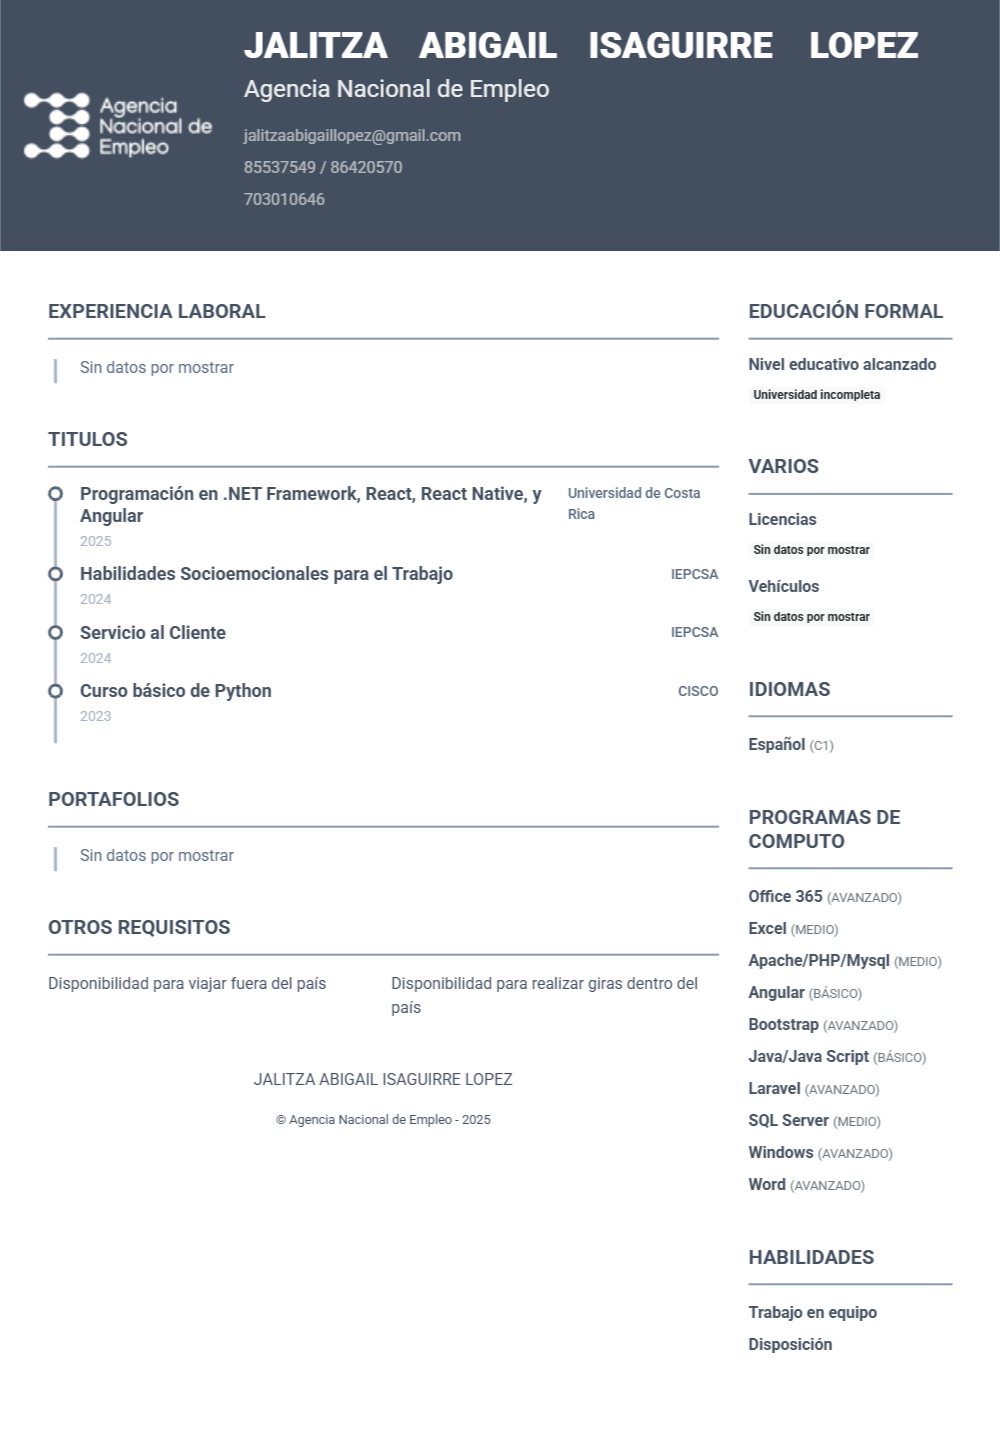 JALITZA ABIGAIL ISAGUIRRE LOPEZ
Agencia Nacional de Empleo
Agencia
Nacional de
Empleo
jalitzaabigaillopez@gmail.com
85537549 / 86420570
703010646
EXPERIENCIA LABORAL
Sin datos por mostrar
TITULOS
Programación en .NET Framework, React, React Native, y
Angular
Universidad de Costa
Rica
2025
Habilidades Socioemocionales para el Trabajo
IEPCSA
2024
Servicio al Cliente
IEPCSA
2024
Curso básico de Python
CISCO
2023
PORTAFOLIOS
Sin datos por mostrar
OTROS REQUISITOS
Disponibilidad para viajar fuera del país
Disponibilidad para realizar giras dentro del
país
JALITZA ABIGAIL ISAGUIRRE LOPEZ
© Agencia Nacional de Empleo - 2025
EDUCACIÓN FORMAL
Nivel educativo alcanzado
Universidad incompleta
VARIOS
Licencias
Sin datos por mostrar
Vehículos
Sin datos por mostrar
IDIOMAS
Español (C1)
PROGRAMAS DE
COMPUTO
Office 365 (AVANZADO)
Excel (MEDIO)
Apache/PHP/Mysql (MEDIO)
Angular (BÁSICO)
Bootstrap (AVANZADO)
Java/Java Script (BÁSICO)
Laravel (AVANZADO)
SQL Server (MEDIO)
Windows (AVANZADO)
Word (AVANZADO)
HABILIDADES
Trabajo en equipo
Disposición